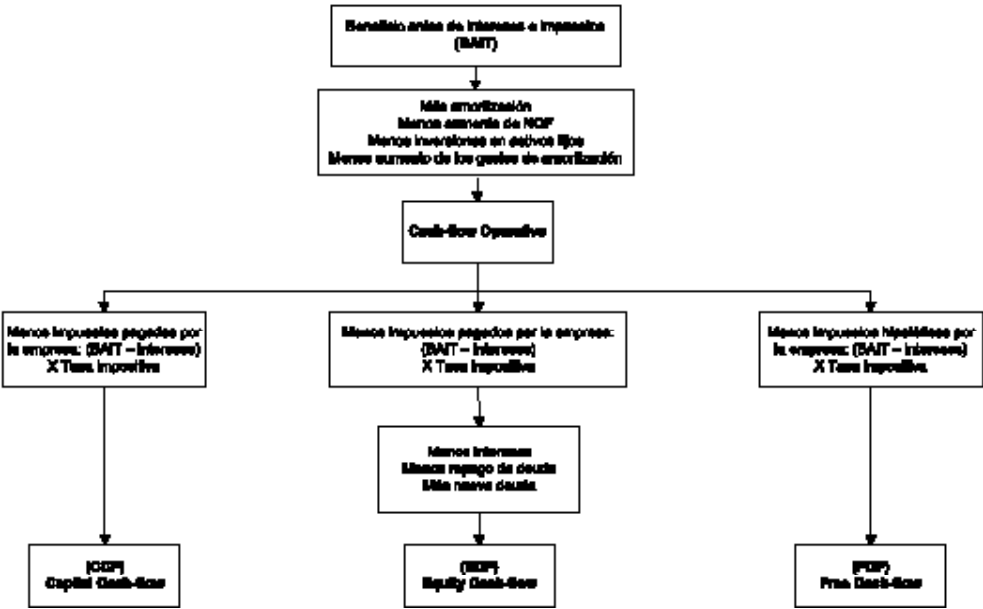 Beneficio antes de intereses e impuestos
(BAIT)
Más amortización
Menos aumento de NOF
Menos inversiones en activos fijos
Menos aumento de los gastos de amortización
Cash-flow Operativo
Menos impuestos pagados por
la empresa: (BAIT – intereses)
X Tasa impositiva
Menos impuestos pagados por la empresa:
(BAIT – intereses)
X Tasa impositiva
Menos impuestos hipotéticos por
la empresa: (BAIT – intereses)
X Tasa impositiva
Menos intereses
Menos repago de deuda
Más nueva deuda
(CCF)
Capital Cash-flow
(ECF)
Equity Cash-flow
(FCF)
Free Cash-flow